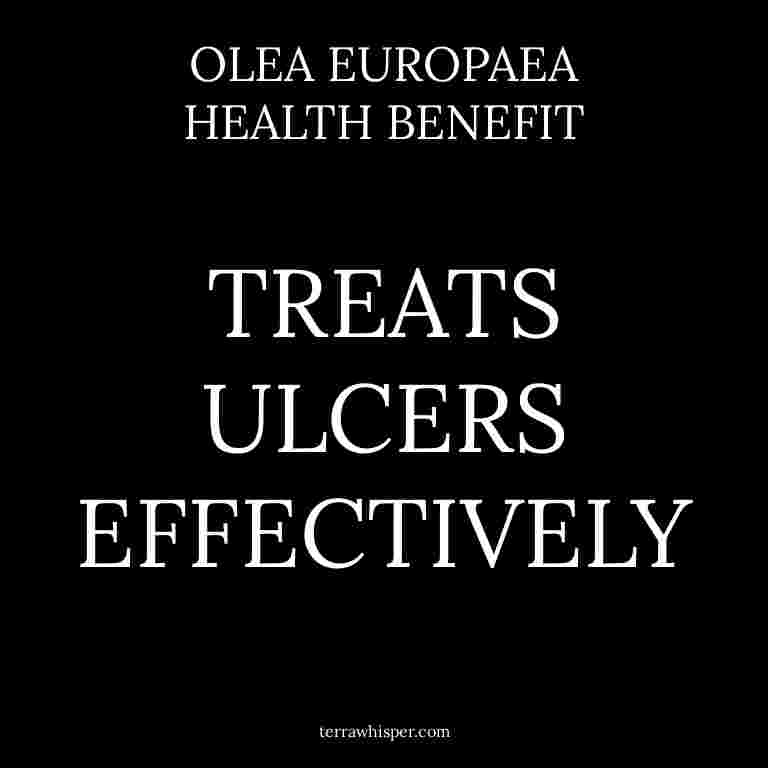 OLEA EUROPAEA
HEALTH BENEFIT
TREATS
ULCERS
EFFECTIVELY
terrawhisper.com